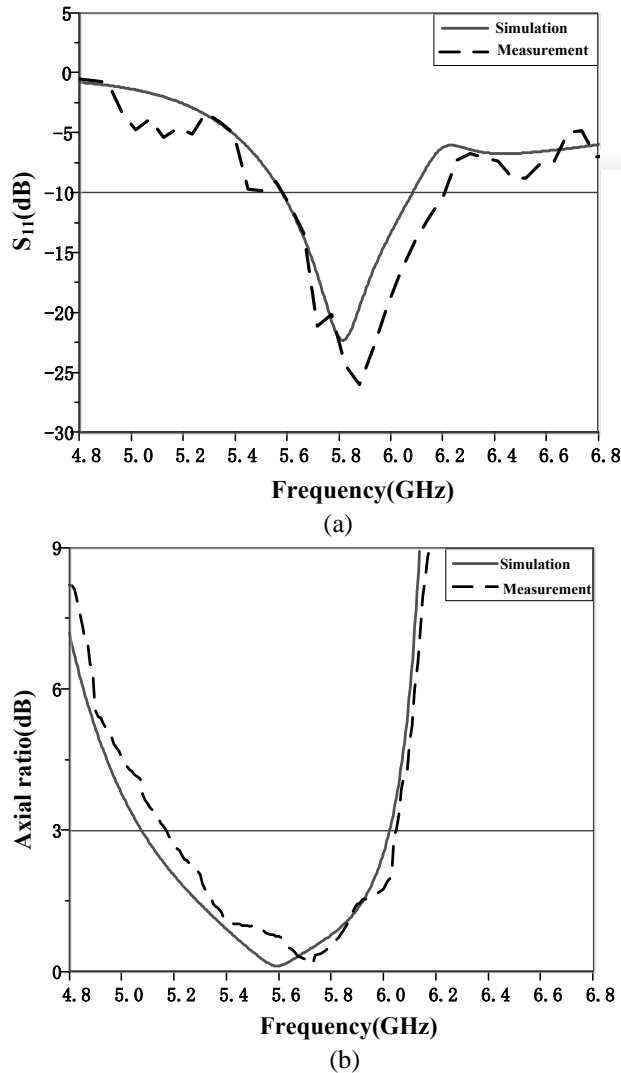 5
0
-5
-10
-15
-20
-25
-30
S₁₁(dB)
Simulation
Measurement
4.8 5.0 5.2 5.4 5.6 5.8 6.0 6.2 6.4 6.6 6.8
Frequency(GHz)
(a)
9
6
3
0
Axial ratio(dB)
Simulation
Measurement
4.8 5.0 5.2 5.4 5.6 5.8 6.0 6.2 6.4 6.6 6.8
Frequency(GHz)
(b)